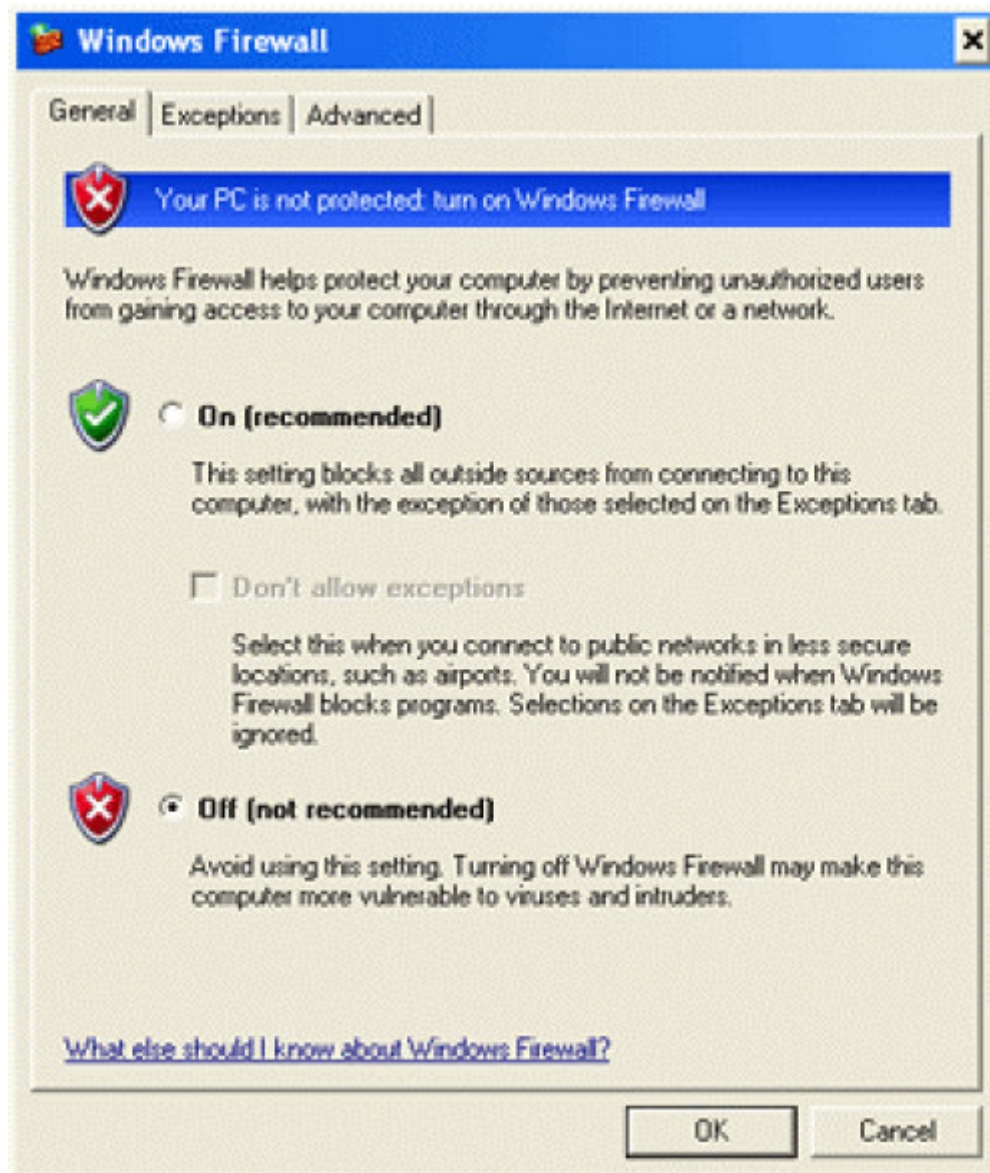 Windows Firewall
General
Exceptions
Advanced
Your PC is not protected: turn on Windows Firewall
Windows Firewall helps protect your computer by preventing unauthorized users
from gaining access to your computer through the Internet or a network.
On (recommended)
This setting blocks all outside sources from connecting to this
computer, with the exception of those selected on the Exceptions tab.
Don't allow exceptions
Select this when you connect to public networks in less secure
locations, such as airports. You will not be notified when Windows
Firewall blocks programs. Selections on the Exceptions tab will be
ignored.
Off (not recommended)
Avoid using this setting. Turning off Windows Firewall may make this
computer more vulnerable to viruses and intruders.
What else should I know about Windows Firewall?
OK
Cancel